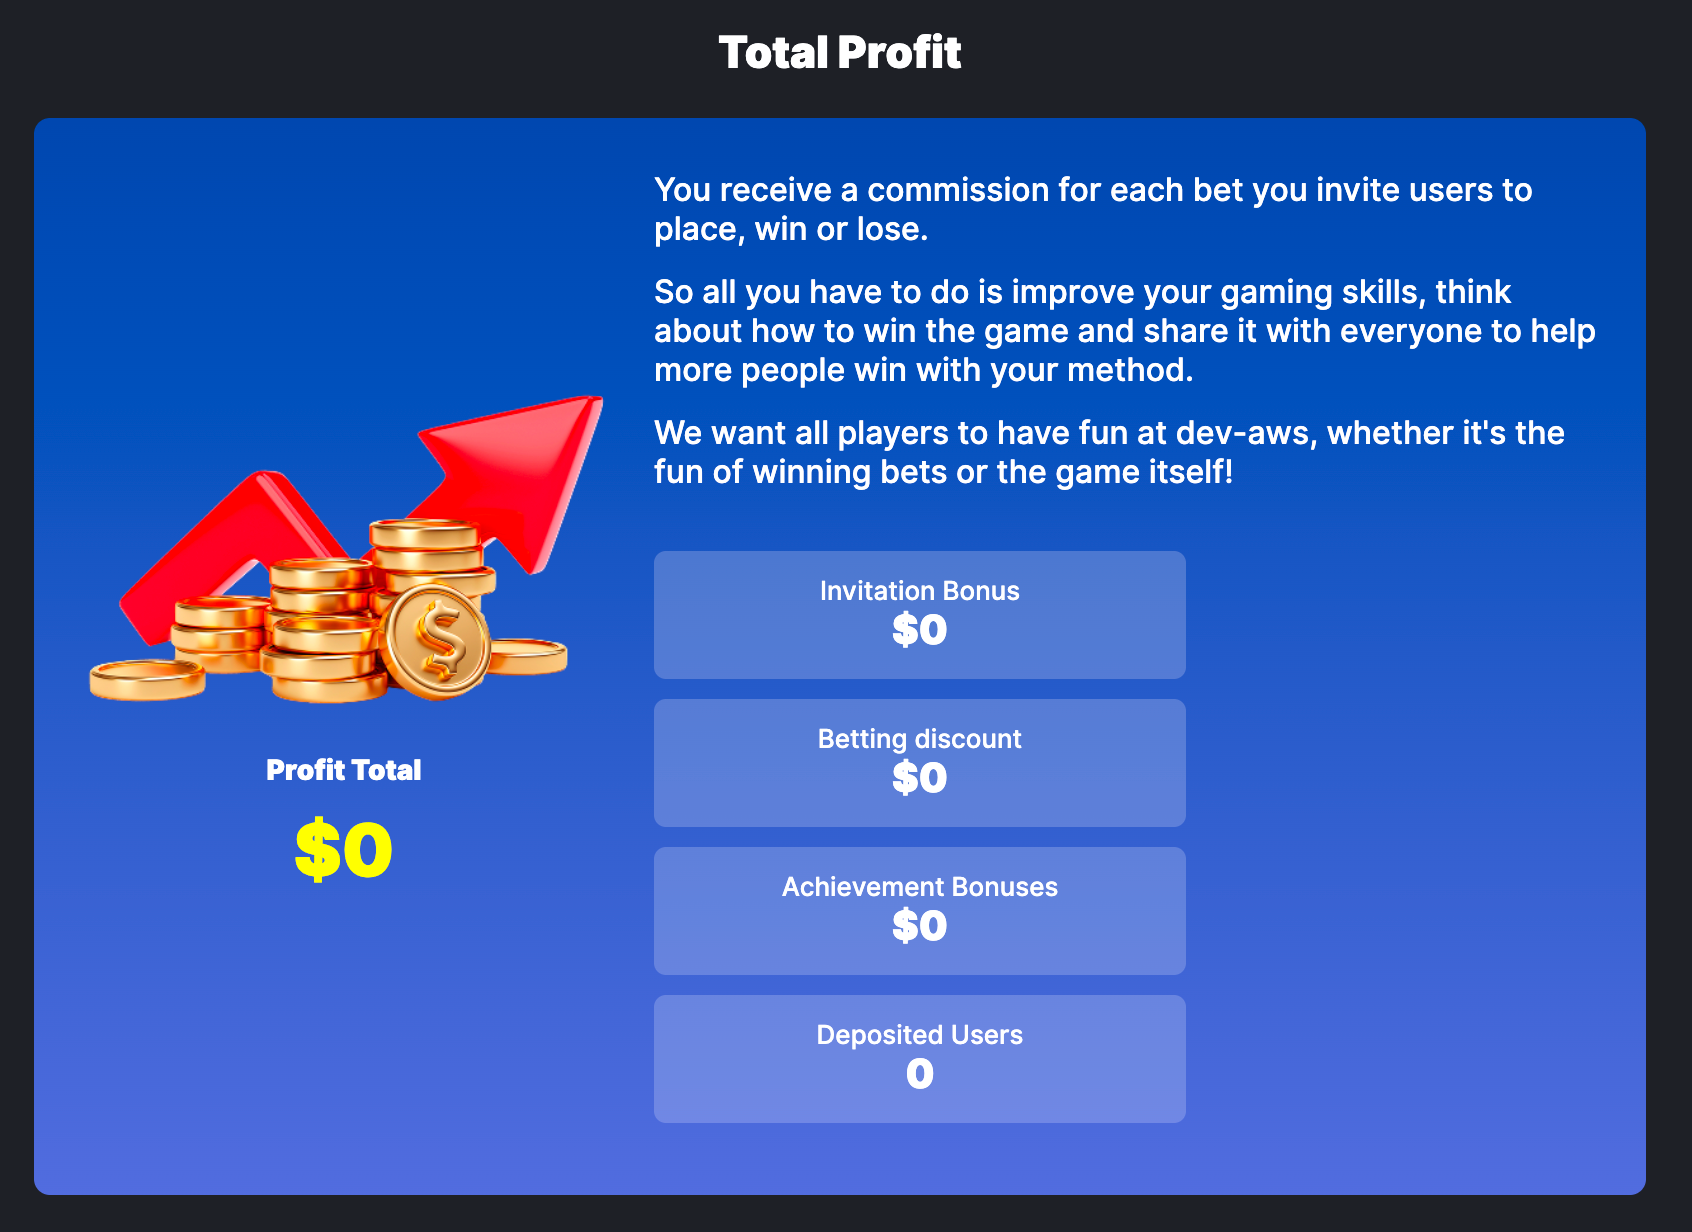 Total Profit
You receive a commission for each bet you invite users to
place, win or lose.
So all you have to do is improve your gaming skills, think
about how to win the game and share it with everyone to help
more people win with your method.
We want all players to have fun at dev-aws, whether it's the
fun of winning bets or the game itself!
$
Profit Total
$0
Invitation Bonus
$0
Betting discount
$0
Achievement Bonuses
$0
Deposited Users
0